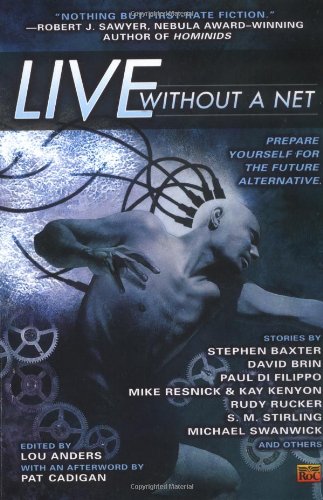 "NOTHING BUT FIRST-RATE FICTION."
—ROBERT J. SAWYER, NEBULA AWARD–WINNING
AUTHOR OF HOMINIDS
LIVE WITHOUT A NET
PREPARE
YOURSELF FOR
THE FUTURE
ALTERNATIVE.
STORIES BY
STEPHEN BAXTER
DAVID BRIN
PAUL DI FILIPPO
MIKE RESNICK & KAY KENYON
RUDY RUCKER
S. M. STIRLING
MICHAEL SWANWICK
AND OTHERS
EDITED BY
LOU ANDERS
WITH AN AFTERWORD BY
PAT CADIGAN
ROC
Copyrighted Material